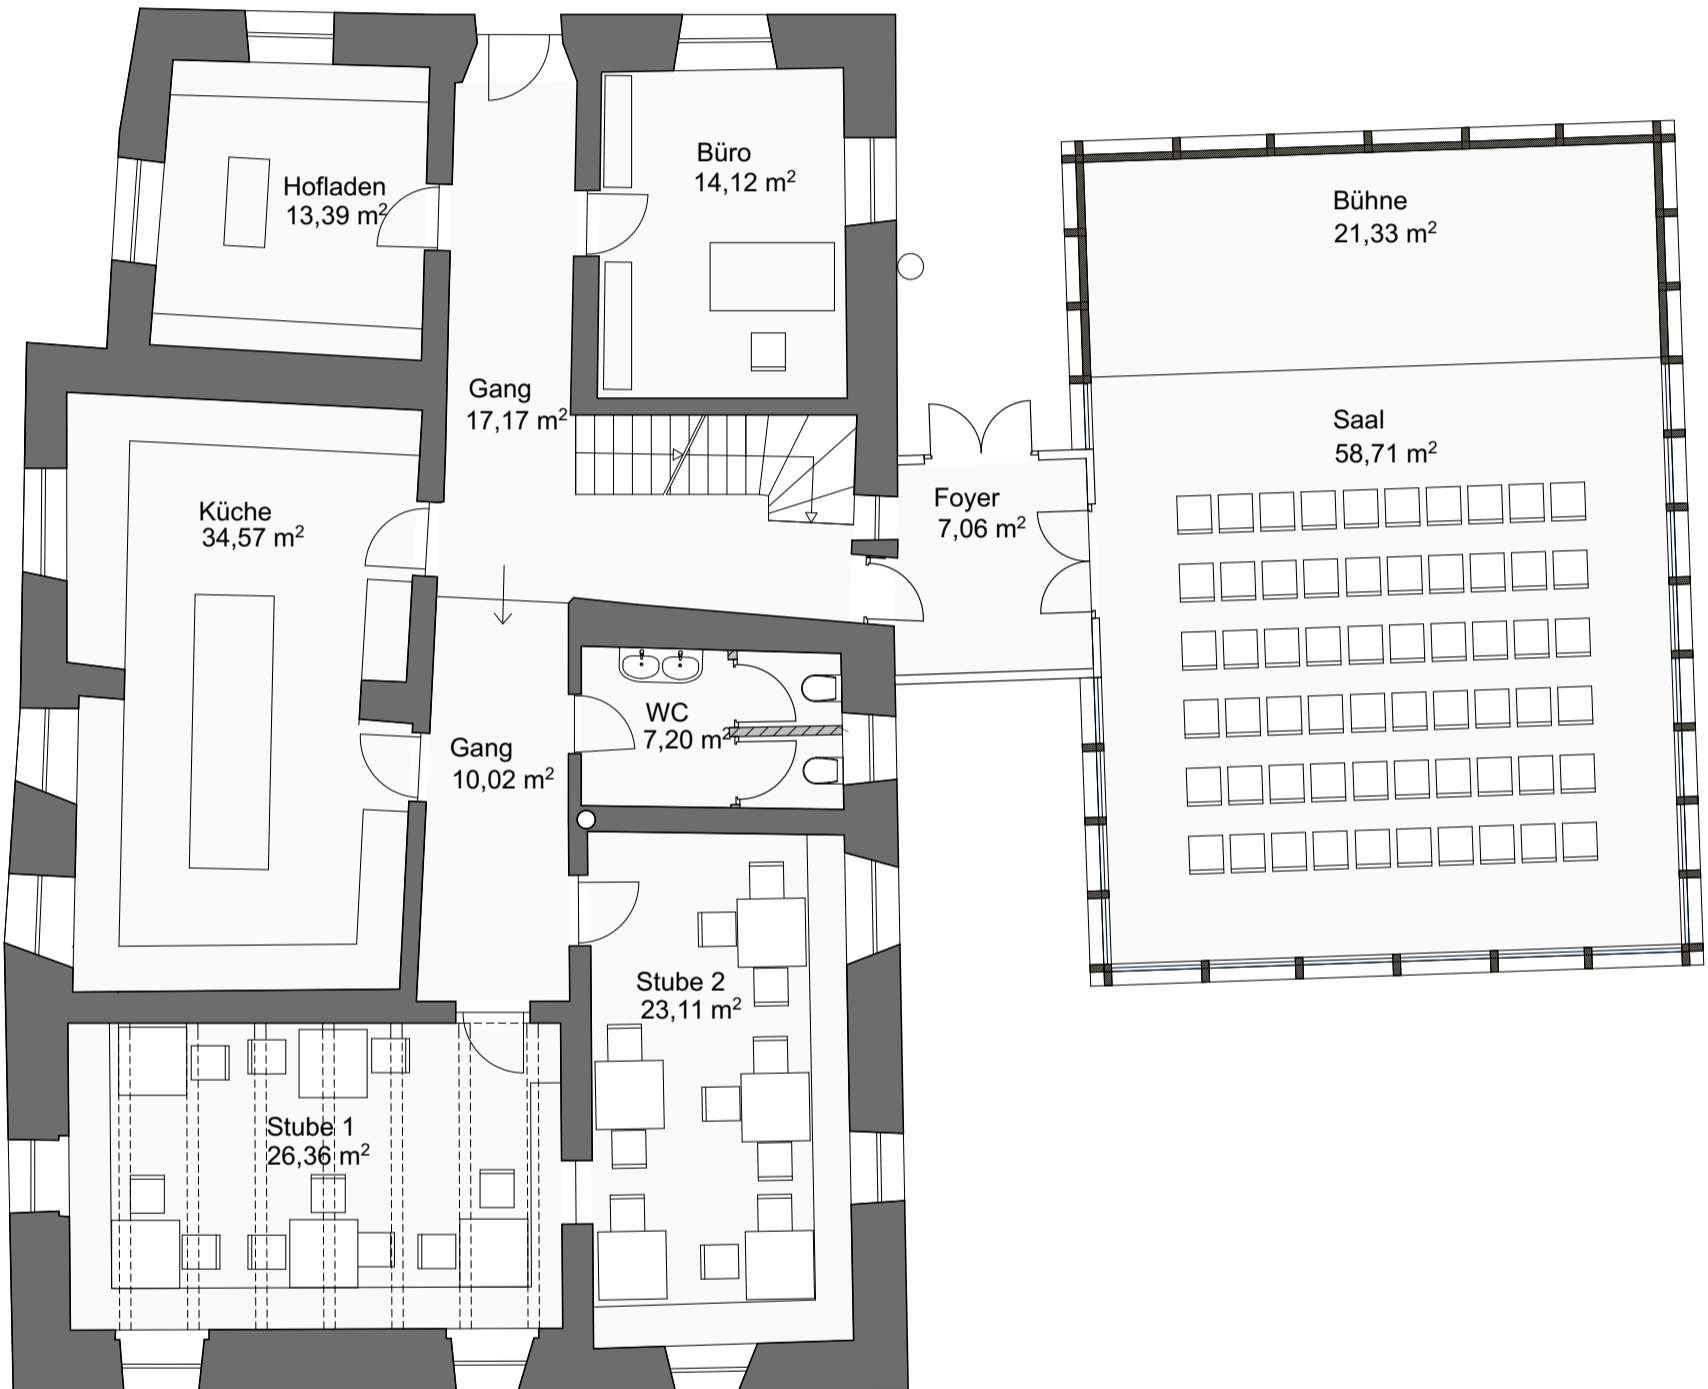 Büro
14,12 m²
Hofladen
13,39 m²
Bühne
21,33 m²
Gang
17,17 m²
Saal
58,71 m²
Küche
34,57 m²
Foyer
7,06 m²
WC
7,20 m²
Gang
10,02 m²
Stube 2
23,11 m²
Stube 1
26,36 m²